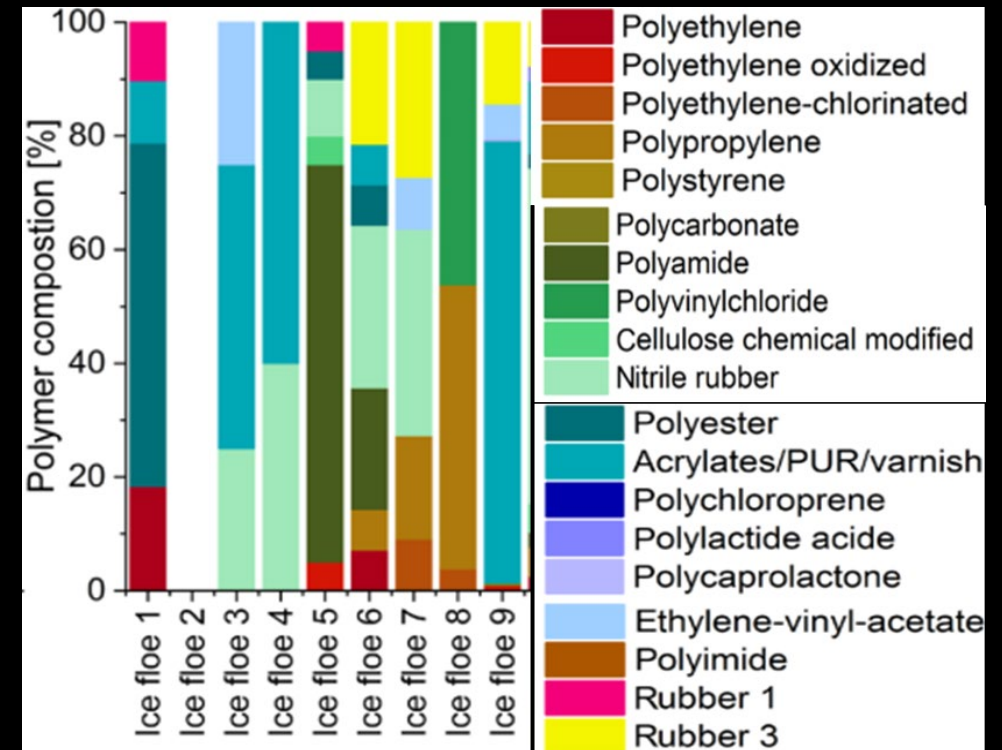 Polymer compostion [%]
100
80
60
40
20
0
Ice floe 1
Ice floe 2
Ice floe 3
Ice floe 4
Ice floe 5
Ice floe 6
Ice floe 7
Ice floe 8
Ice floe 9
Polyethylene
Polyethylene oxidized
Polyethylene-chlorinated
Polypropylene
Polystyrene
Polycarbonate
Polyamide
Polyvinylchloride
Cellulose chemical modified
Nitrile rubber
Polyester
Acrylates/PUR/varnish
Polychloroprene
Polylactide acide
Polycaprolactone
Ethylene-vinyl-acetate
Polyimide
Rubber 1
Rubber 3